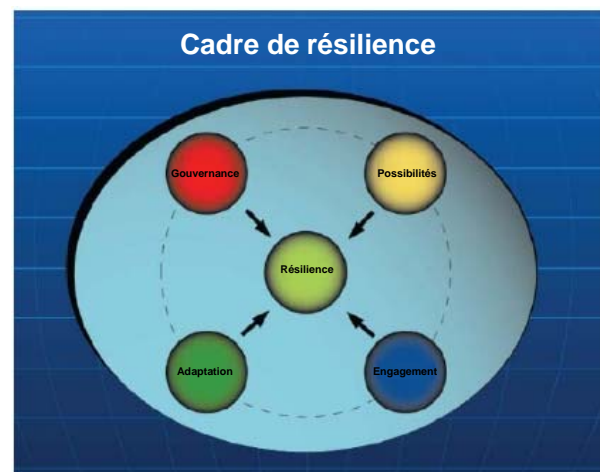 Cadre de résilience
Gouvernance
Possibilités
Résilience
Adaptation
Engagement